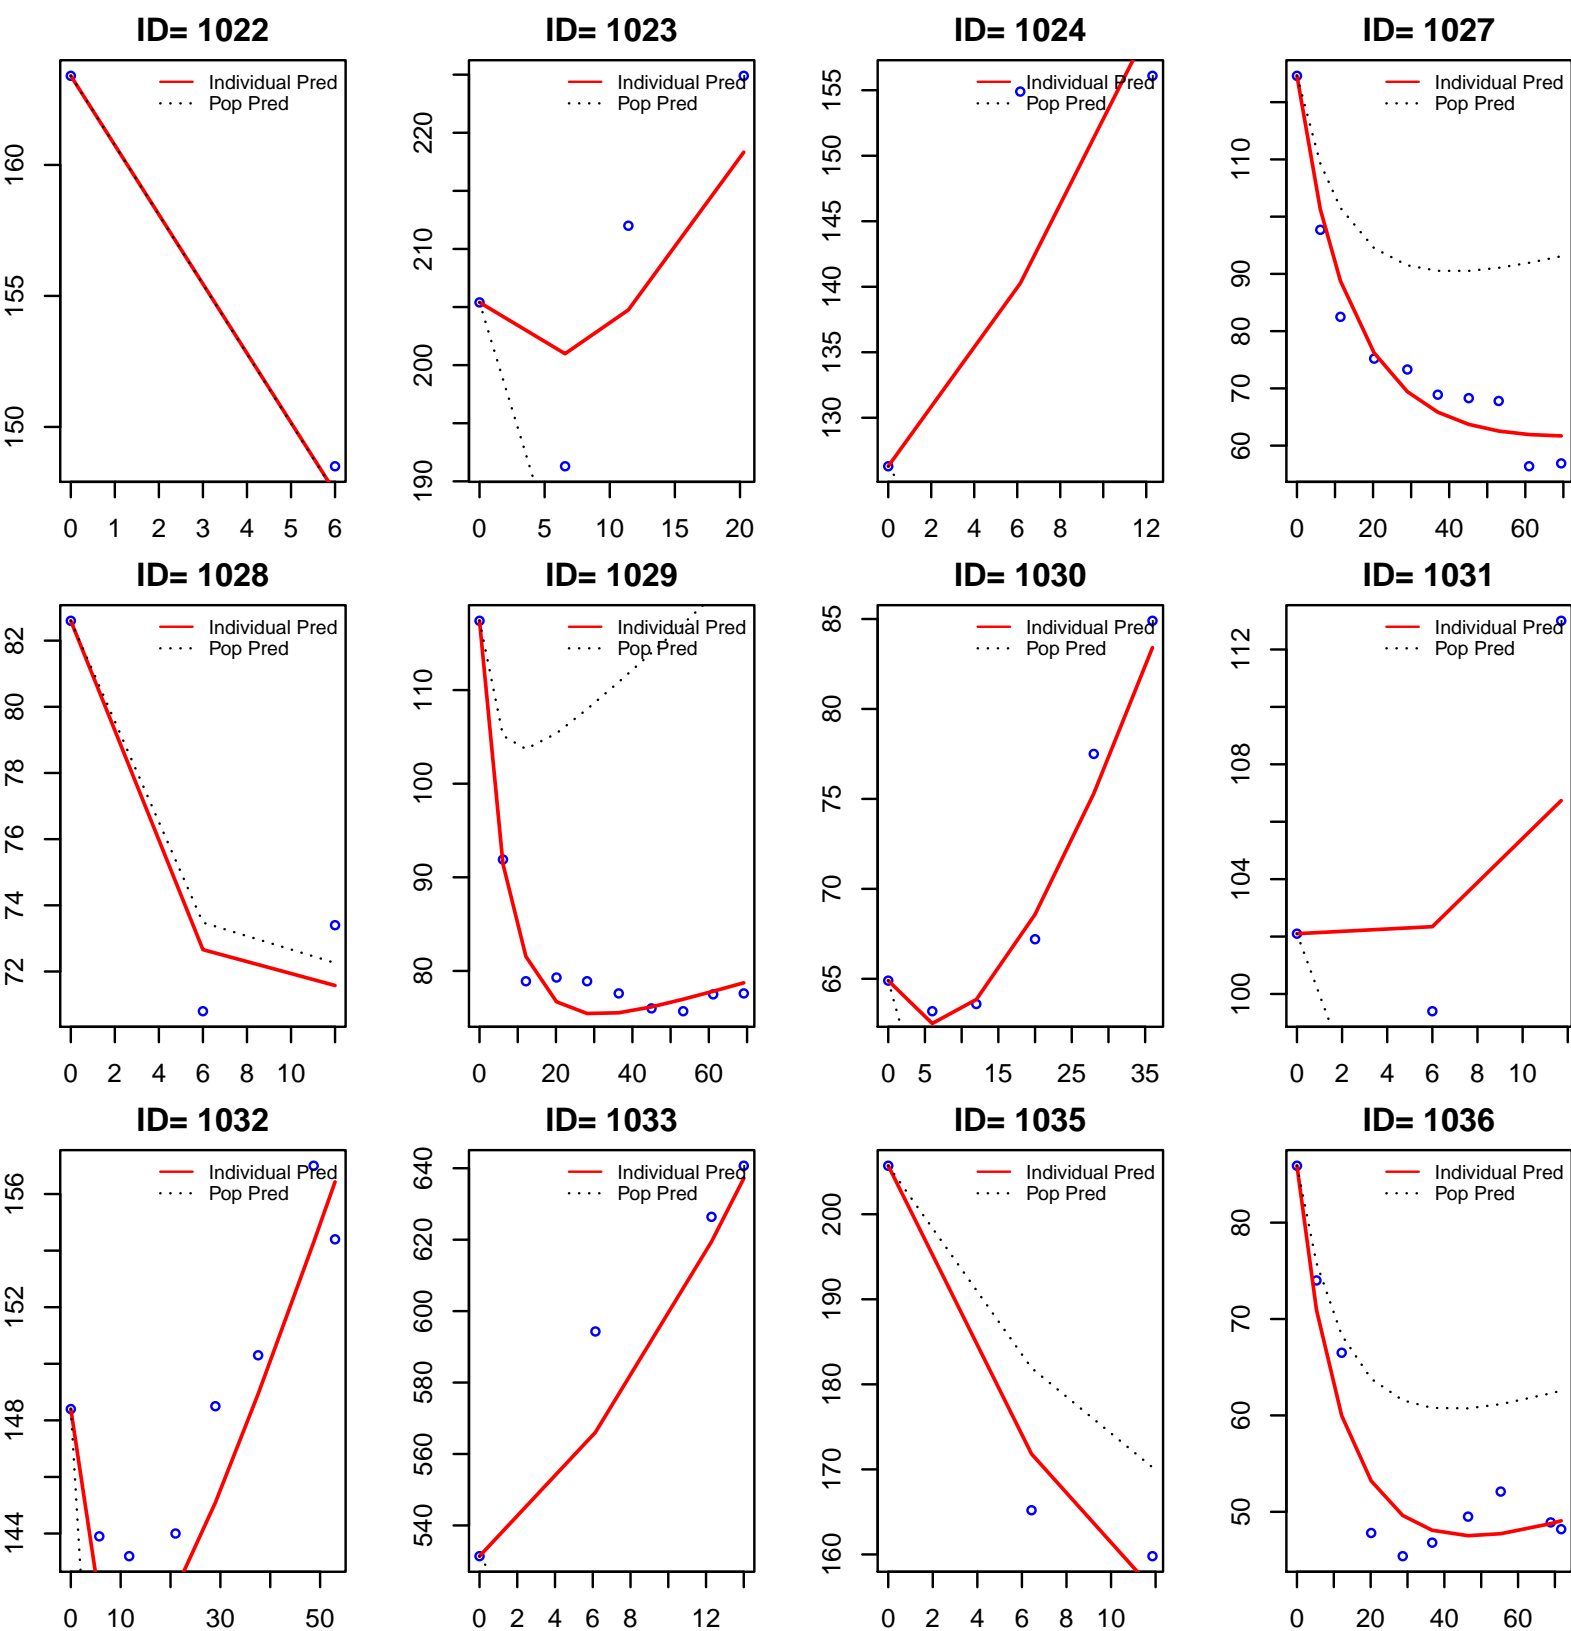 ID= 1022
Individual Pred
Pop Pred
160
155
150
0 1 2 3 4 5 6
ID= 1023
Individual Pred
Pop Pred
220
210
200
190
0 5 10 15 20
ID= 1024
Individual Pred
Pop Pred
155
150
145
140
135
130
0 2 4 6 8 10 12
ID= 1027
Individual Pred
Pop Pred
110
90
80
70
60
0 20 40 60
ID= 1028
Individual Pred
Pop Pred
82
80
78
76
74
72
0 2 4 6 8 10
ID= 1029
Individual Pred
Pop Pred
110
100
90
80
0 20 40 60
ID= 1030
Individual Pred
Pop Pred
85
80
75
70
65
0 5 15 25 35
ID= 1031
Individual Pred
Pop Pred
112
108
104
100
0 2 4 6 8 10
ID= 1032
Individual Pred
Pop Pred
156
152
148
144
0 10 30 50
ID= 1033
Individual Pred
Pop Pred
640
620
600
580
560
540
0 2 4 6 8 12
ID= 1035
Individual Pred
Pop Pred
200
190
180
170
160
0 2 4 6 8 10
ID= 1036
Individual Pred
Pop Pred
80
70
60
50
0 20 40 60